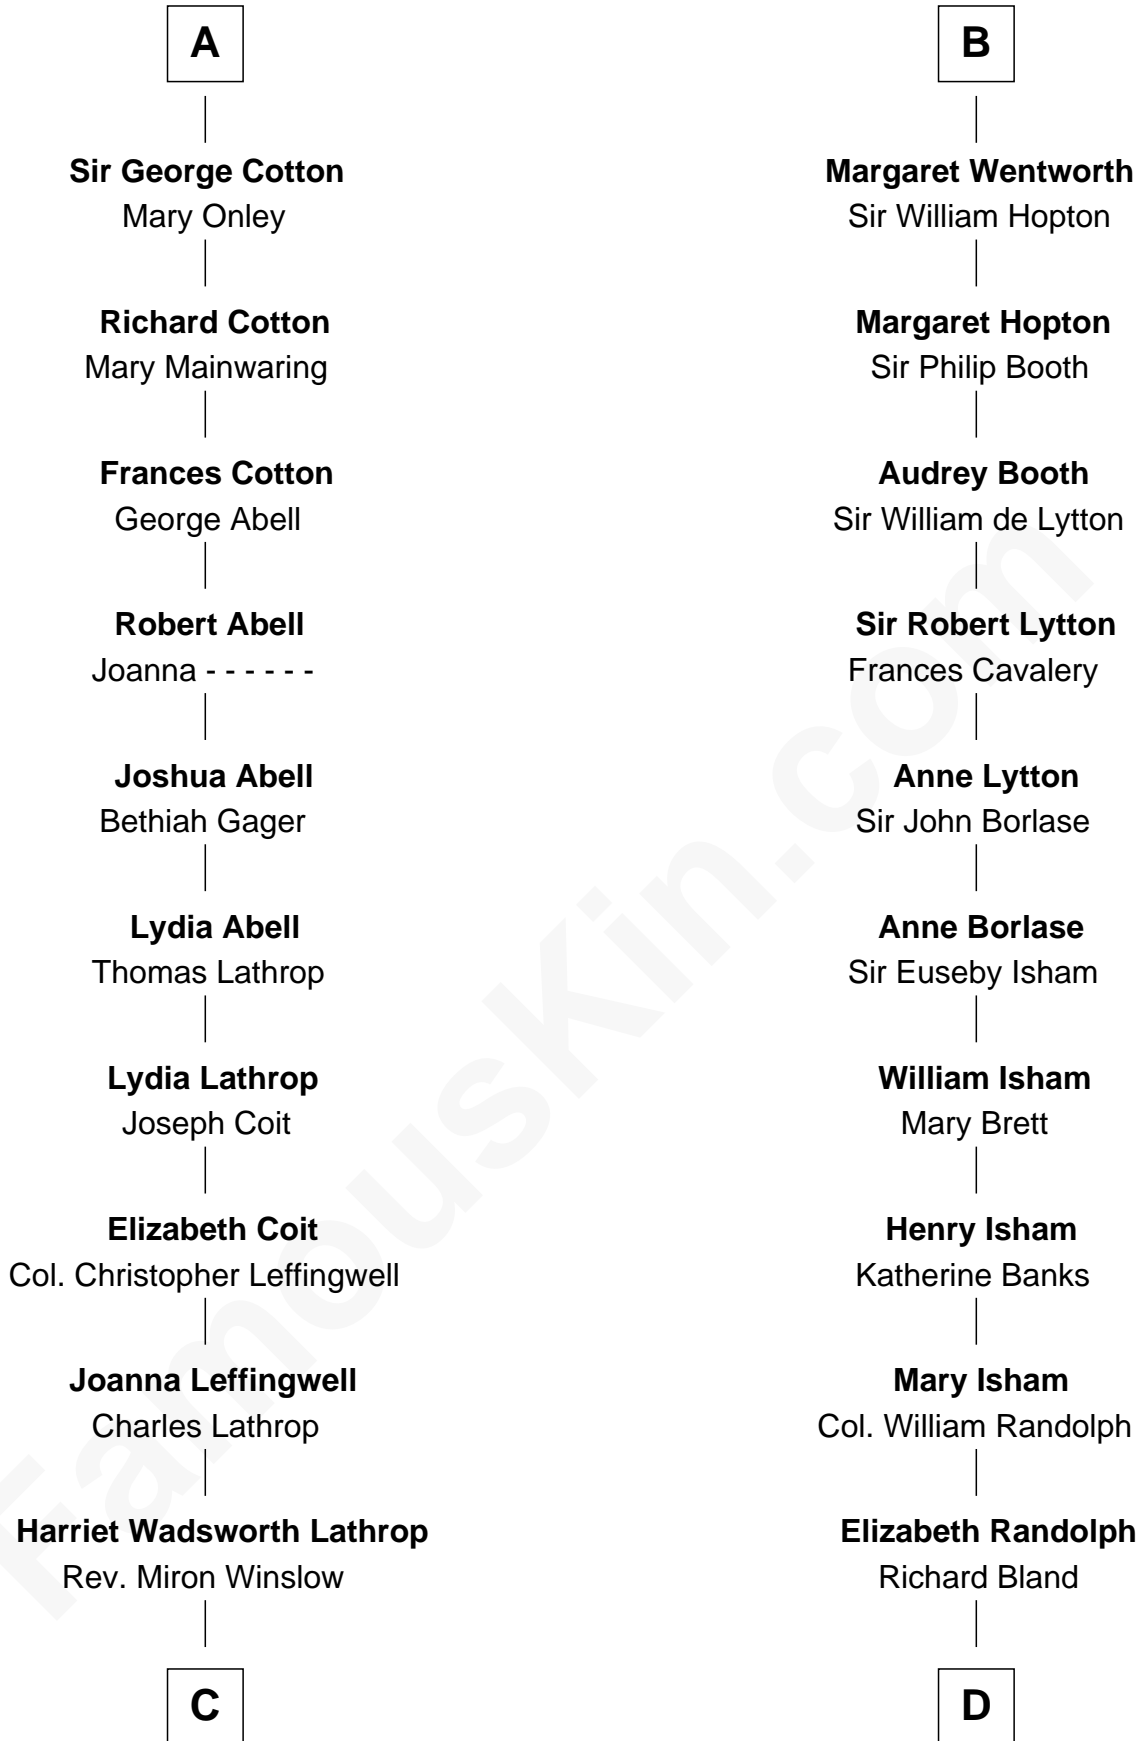 A
Sir George Cotton
Mary Onley
Richard Cotton
Mary Mainwaring
Frances Cotton
George Abell
Robert Abell
Joanna - - - - - -
Joshua Abell
Bethiah Gager
Lydia Abell
Thomas Lathrop
Lydia Lathrop
Joseph Coit
Elizabeth Coit
Col. Christopher Leffingwell
Joanna Leffingwell
Charles Lathrop
Harriet Wadsworth Lathrop
Rev. Miron Winslow
C
B
Margaret Wentworth
Sir William Hopton
Margaret Hopton
Sir Philip Booth
Audrey Booth
Sir William de Lytton
Sir Robert Lytton
Frances Cavalery
Anne Lytton
Sir John Borlase
Anne Borlase
Sir Euseby Isham
William Isham
Mary Brett
Henry Isham
Katherine Banks
Mary Isham
Col. William Randolph
Elizabeth Randolph
Richard Bland
D
FamousKin.com